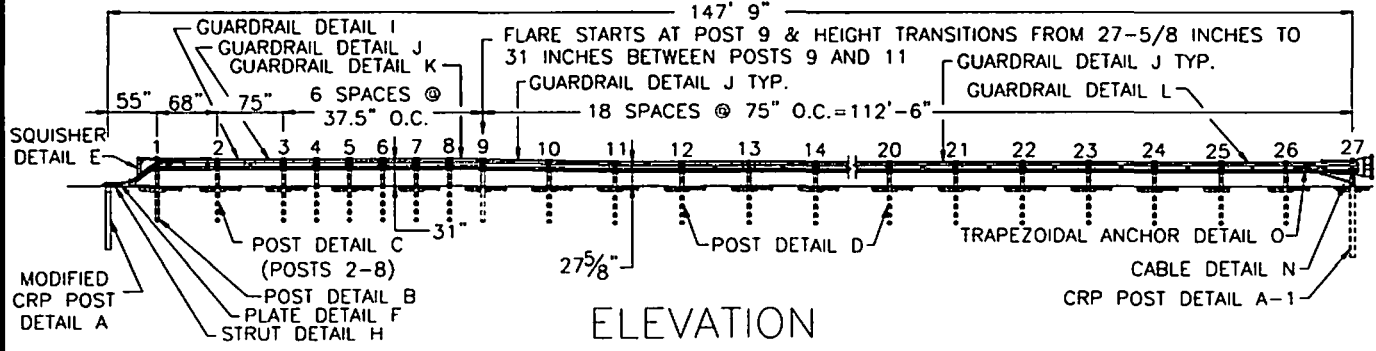 147' 9"
GUARDRAIL DETAIL I
GUARDRAIL DETAIL J
GUARDRAIL DETAIL K
FLARE STARTS AT POST 9 & HEIGHT TRANSITIONS FROM 27-5/8 INCHES TO
31 INCHES BETWEEN POSTS 9 AND 11
GUARDRAIL DETAIL J TYP.
GUARDRAIL DETAIL J TYP.
GUARDRAIL DETAIL L
55"
68"
75"
6 SPACES @
37.5" O.C.
18 SPACES @ 75" O.C.=112'-6"
SQUISHER
DETAIL E
1 2 3 4 5 6 7 8 9 10 11 12 13 14 20 21 22 23 24 25 26 27
31"
27 5/8"
POST DETAIL C
(POSTS 2-8)
POST DETAIL B
PLATE DETAIL F
STRUT DETAIL H
MODIFIED
CRP POST
DETAIL A
POST DETAIL D
TRAPEZOIDAL ANCHOR DETAIL O
CABLE DETAIL N
CRP POST DETAIL A-1
ELEVATION